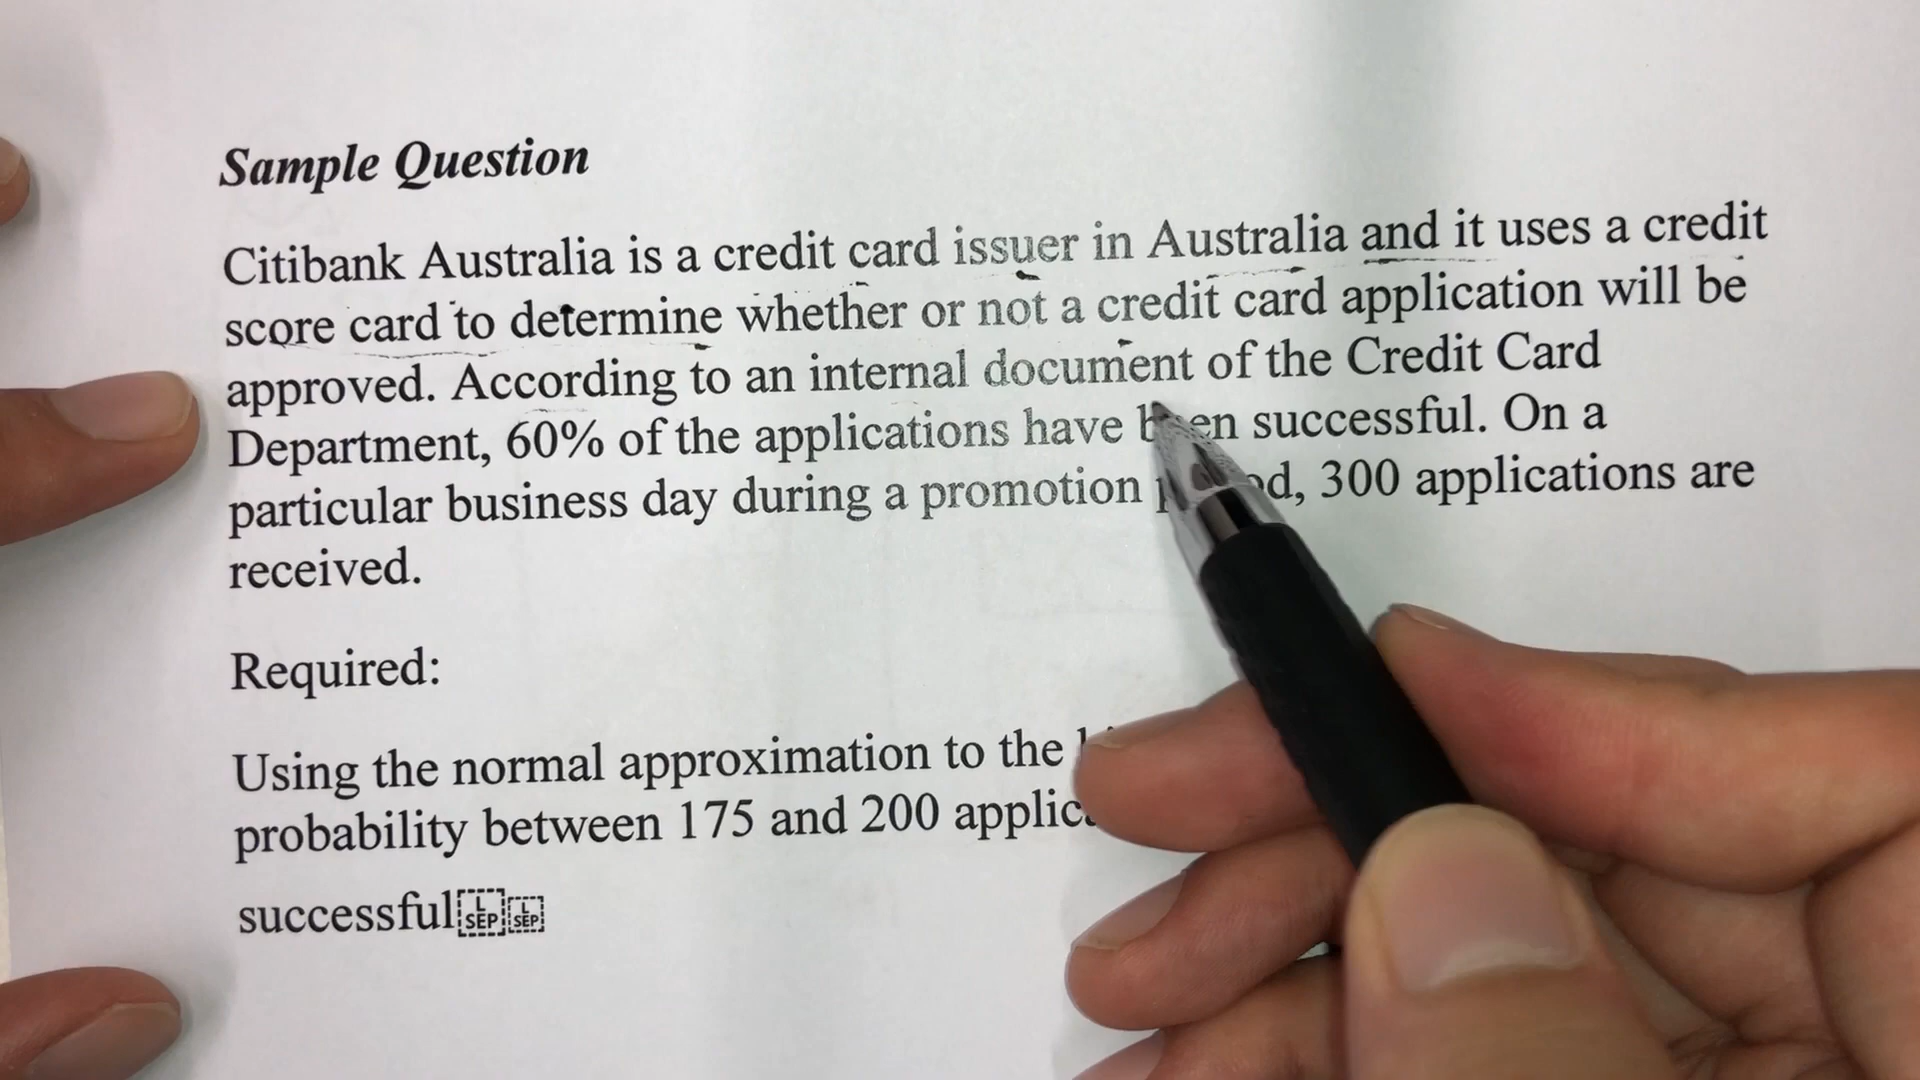 Sample Question
Citibank Australia is a credit card issuer in Australia and it uses a credit
score card to determine whether or not a credit card application will be
approved. According to an internal document of the Credit Card
Department, 60% of the applications have been successful. On a
particular business day during a promotion 300 applications are
received.
Required:
Using the normal approximation to the
probability between 175 and 200
successful